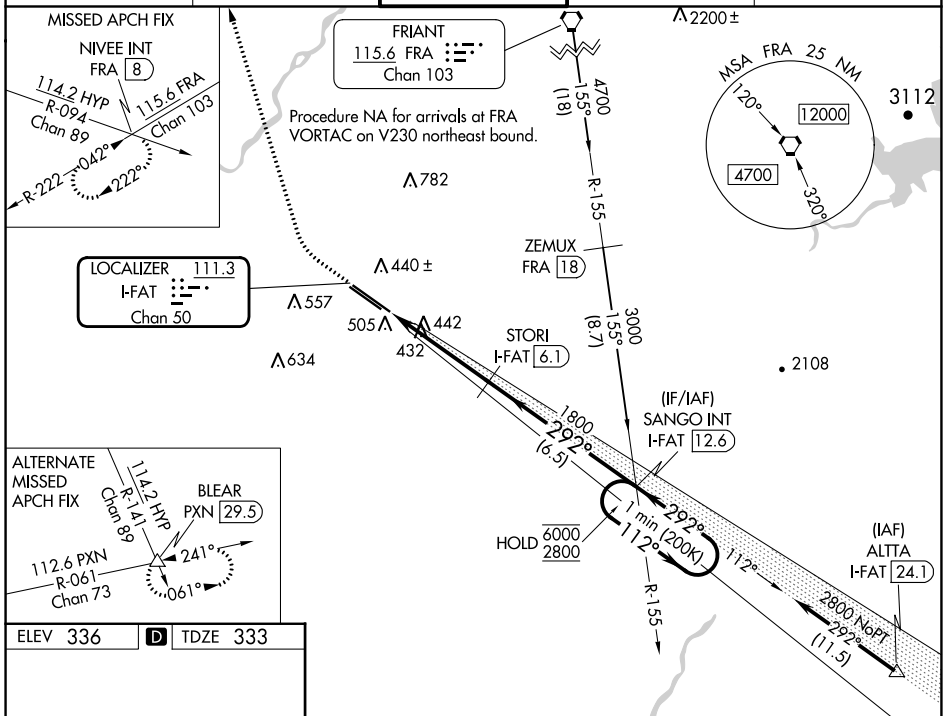 MISSED APCH FIX
NIVEE INT
FRA 8
114.2 HYP
R-094
Chan 89
115.6 FRA
Chan 103
R-222
042°
222°
FRIANT
115.6 FRA
Chan 103
Procedure NA for arrivals at FRA
VORTAC on V230 northeast bound.
4700
155°
(18)
R-155
2200 ±
MSA FRA 25 NM
120°
12000
4700
320°
3112
782
ZEMUX
FRA 18
LOCALIZER 111.3
I-FAT
Chan 50
440 ±
557
505
442
432
634
3000
155°
(8.7)
STORI
I-FAT 6.1
2108
(IF/IAF)
SANGO INT
I-FAT 12.6
1800
292°
(6.5)
HOLD 6000
2800
1 min (200K)
292°
112°
112°
R-155
(IAF)
ALTTA
I-FAT 24.1
2800 NoPT
292°
(11.5)
ALTERNATE
MISSED
APCH FIX
114.2 HYP
R-141
Chan 89
BLEAR
PXN 29.5
112.6 PXN
R-061
Chan 73
241°
061°
ELEV 336
D
TDZE 333